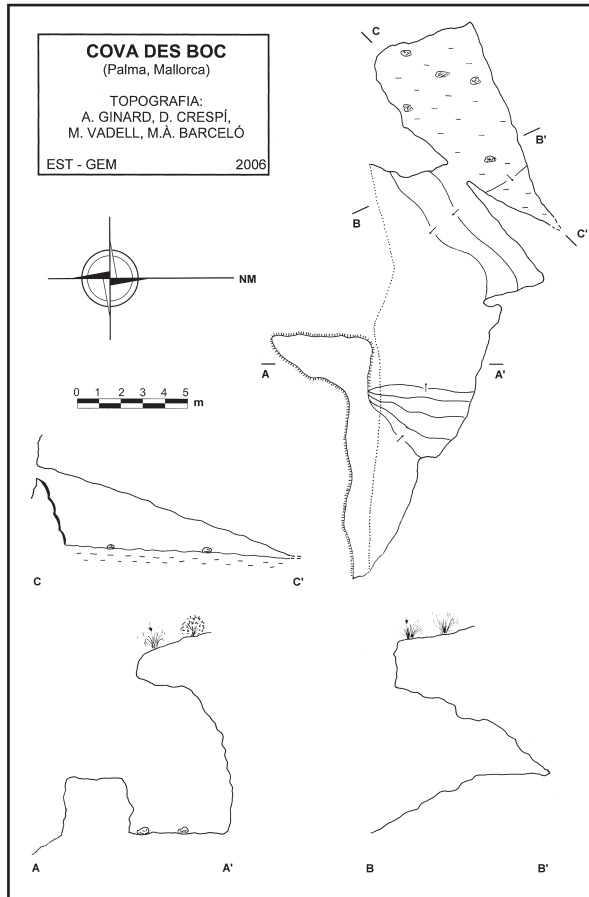 COVA DES BOC
(Palma, Mallorca)
TOPOGRAFIA:
A. GINARD, D. CRESPÍ,
M. VADELL, M.À. BARCELÓ
EST - GEM 2006
NM
0 1 2 3 4 5
m
C
B'
C'
B
A
A'
C
C'
A
A'
B
B'